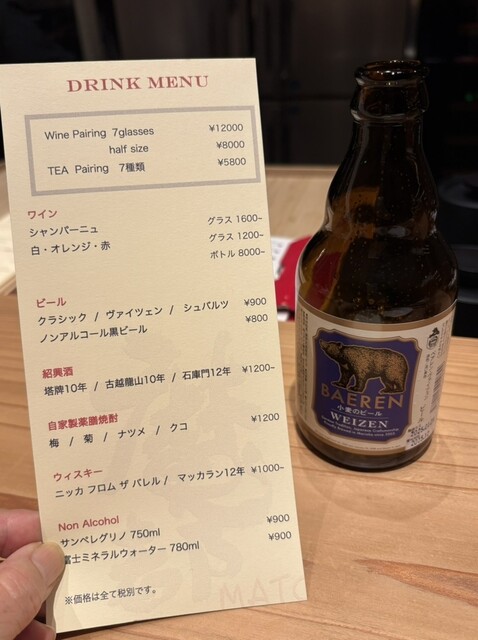 DRINK MENU
Wine Pairing 7glasses ¥12000
half size ¥8000
TEA Pairing 7種類 ¥5800
ワイン
シャンパーニュ グラス 1600~
白・オレンジ・赤 グラス 1200~
ボトル 8000~
ビール
クラシック / ヴァイツェン / シュバルツ ¥900
ノンアルコール黒ビール ¥800
紹興酒
塔牌10年 / 古越龍山10年 / 石庫門12年 ¥1200~
自家製薬膳焼酎
梅 / 菊 / ナツメ / クコ ¥1200
ウィスキー
ニッカ フロム ザ バレル / マッカラン12年 ¥1000~
Non Alcohol
サンペレグリノ 750ml ¥900
富士ミネラルウォーター 780ml ¥900
※価格は全て税別です。
BAEREN
小麦のビール
WEIZEN